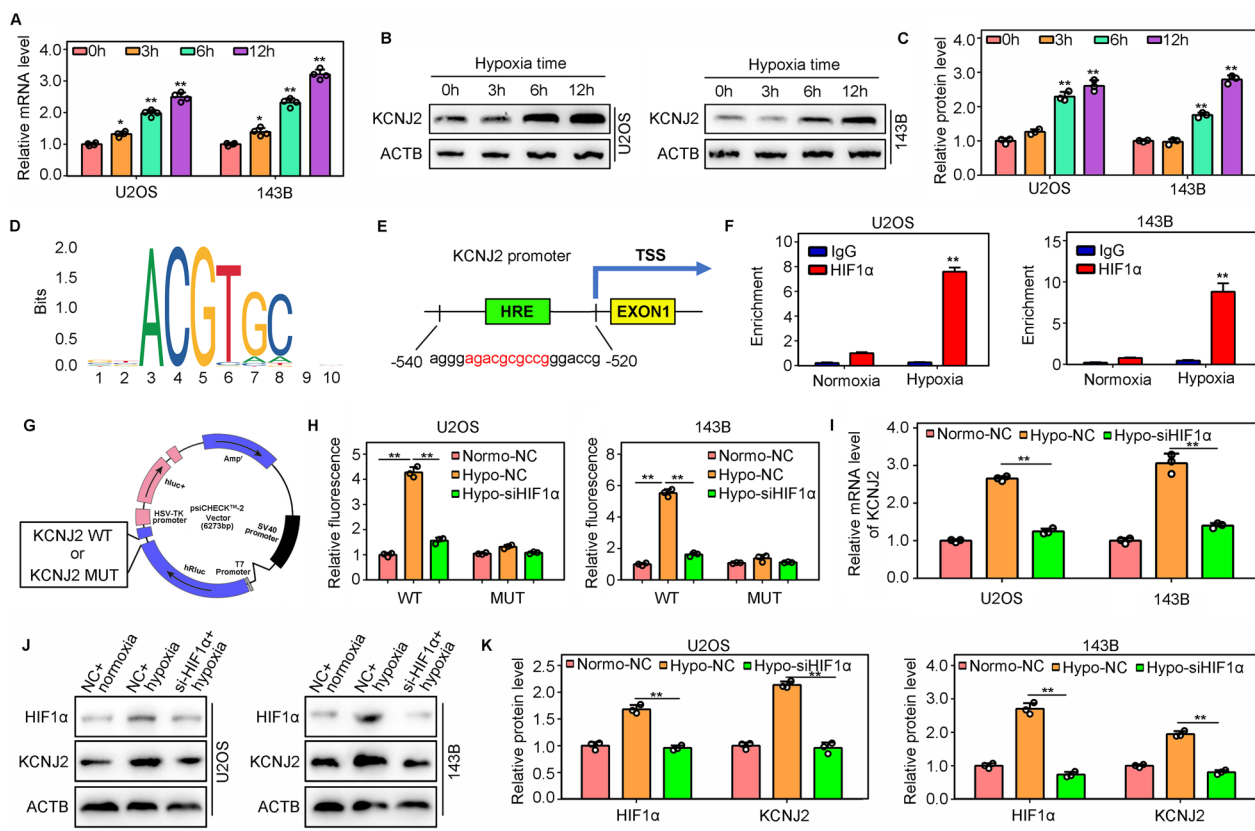 A
0h 3h 6h 12h
Relative mRNA level
4.0
3.0
2.0
1.0
0.0
* ** **
* ** **
U2OS 143B
B
Hypoxia time
0h 3h 6h 12h
KCNJ2
ACTB
U2OS
Hypoxia time
0h 3h 6h 12h
KCNJ2
ACTB
143B
C
0h 3h 6h 12h
Relative protein level
4.0
3.0
2.0
1.0
0.0
** **
** **
U2OS 143B
D
Bits
2.0
1.5
1.0
0.5
0.0
ACGTGC
1 2 3 4 5 6 7 8 9 10
E
KCNJ2 promoter TSS
HRE EXON1
-540 agggagacgcgccgggaccg -520
F
U2OS
IgG
HIF1α
Enrichment
10
8
6
4
2
0
**
Normoxia Hypoxia
143B
IgG
HIF1α
Enrichment
15
10
5
0
**
Normoxia Hypoxia
G
Ampʳ
hluc+
HSV-TK promoter
psiCHECK™-2
Vector
(6273bp)
SV40
promoter
T7
Promoter
hRluc
KCNJ2 WT
or
KCNJ2 MUT
H
U2OS
Normo-NC
Hypo-NC
Hypo-siHIF1α
Relative fluorescence
6
5
4
3
2
1
0
** **
WT MUT
143B
Normo-NC
Hypo-NC
Hypo-siHIF1α
Relative fluorescence
8
6
4
2
0
** **
WT MUT
I
Normo-NC Hypo-NC
Hypo-siHIF1α
Relative mRNA level
of KCNJ2
4.0
3.0
2.0
1.0
0.0
** **
U2OS 143B
J
NC+
normoxia
NC+
hypoxia
si-HIF1α+
hypoxia
HIF1α
KCNJ2
ACTB
U2OS
NC+
normoxia
NC+
hypoxia
si-HIF1α+
hypoxia
HIF1α
KCNJ2
ACTB
143B
K
U2OS
Normo-NC Hypo-NC Hypo-siHIF1α
Relative protein level
2.5
2.0
1.5
1.0
0.5
0.0
** **
HIF1α KCNJ2
143B
Normo-NC Hypo-NC Hypo-siHIF1α
Relative protein level
4.0
3.0
2.0
1.0
0.0
** **
HIF1α KCNJ2